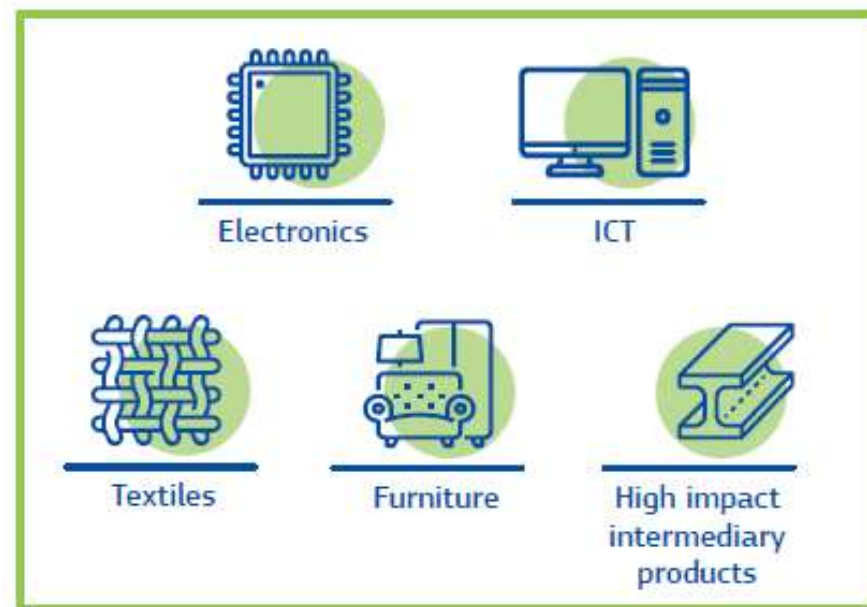 Electronics
ICT
Textiles
Furniture
High impact
intermediary
products